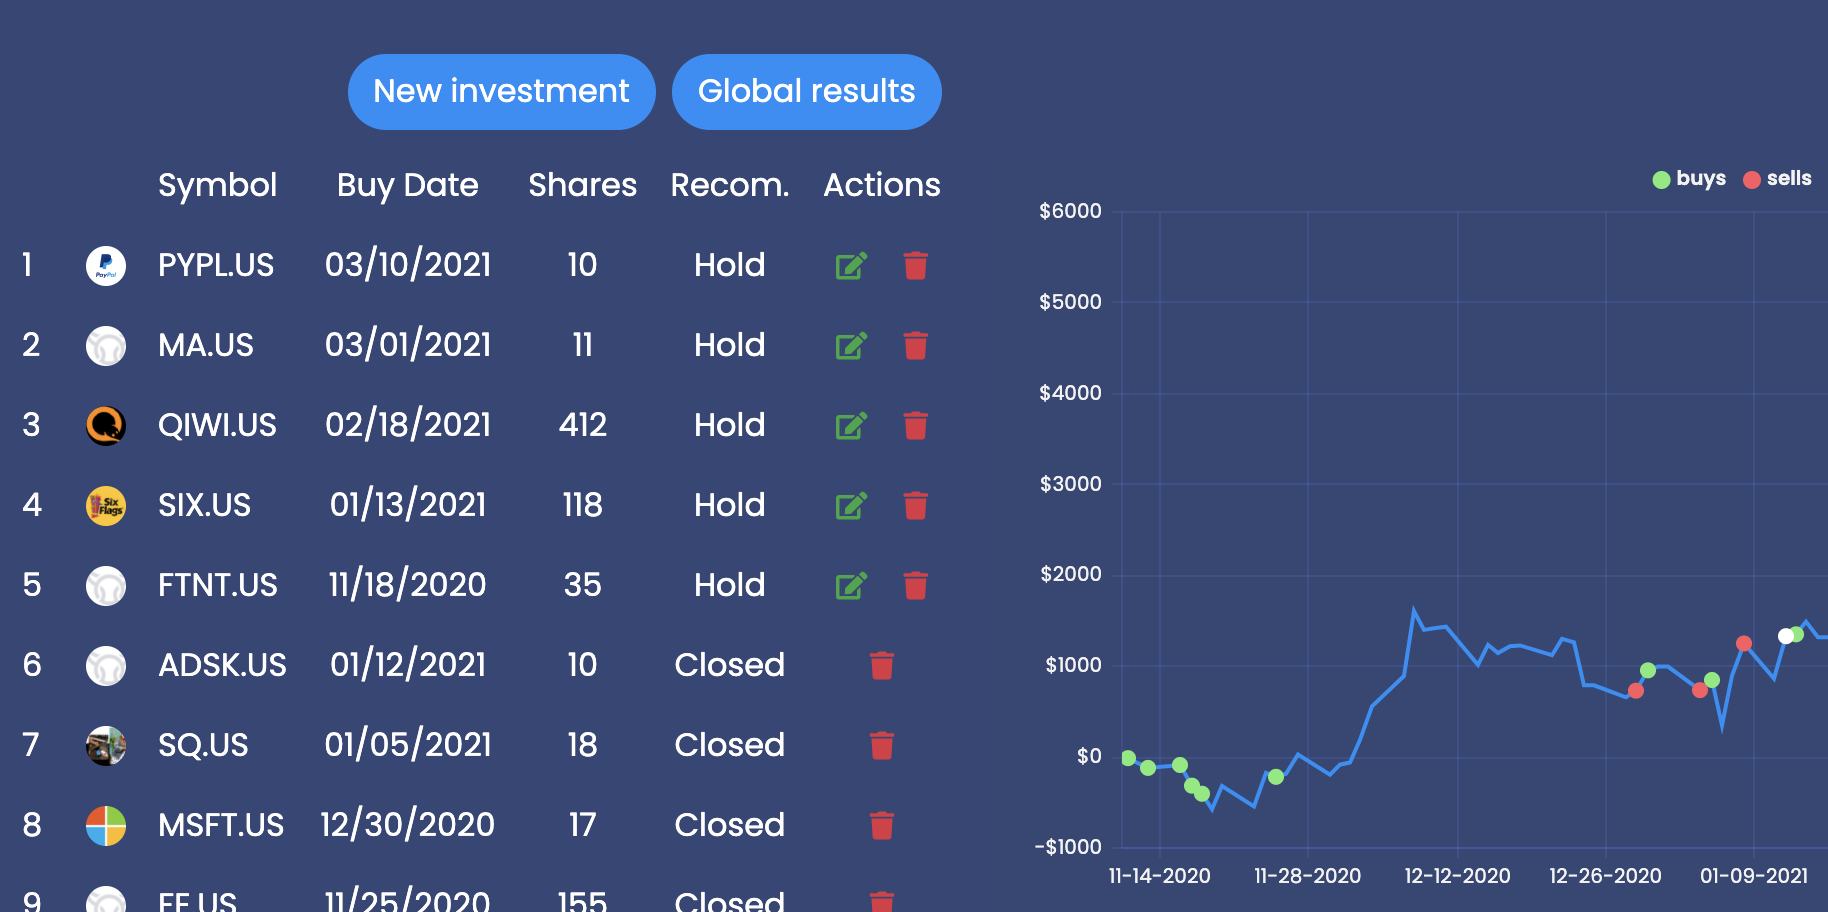 New investment Global results
Symbol Buy Date Shares Recom. Actions
1 PayPal PYPL.US 03/10/2021 10 Hold
2 MA.US 03/01/2021 11 Hold
3 QIWI.US 02/18/2021 412 Hold
4 Six Flags SIX.US 01/13/2021 118 Hold
5 FTNT.US 11/18/2020 35 Hold
6 ADSK.US 01/12/2021 10 Closed
7 SQ.US 01/05/2021 18 Closed
8 MSFT.US 12/30/2020 17 Closed
9 11/25/2020 155 Closed
buys sells
$6000
$5000
$4000
$3000
$2000
$1000
$0
-$1000
11-14-2020 11-28-2020 12-12-2020 12-26-2020 01-09-2021